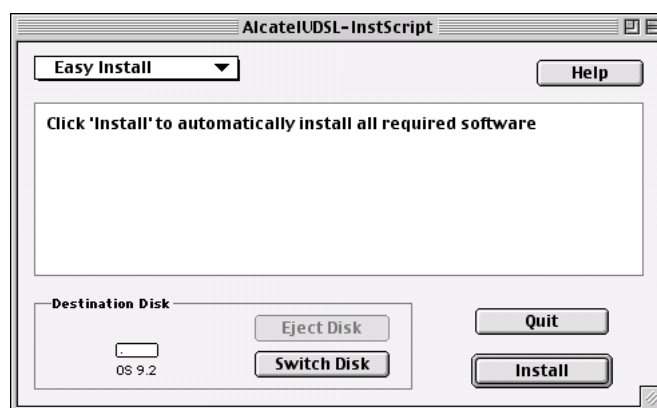 AlcatelUDSL-InstScript
Easy Install
Help
Click 'Install' to automatically install all required software
Destination Disk
Eject Disk
Quit
OS 9.2
Switch Disk
Install